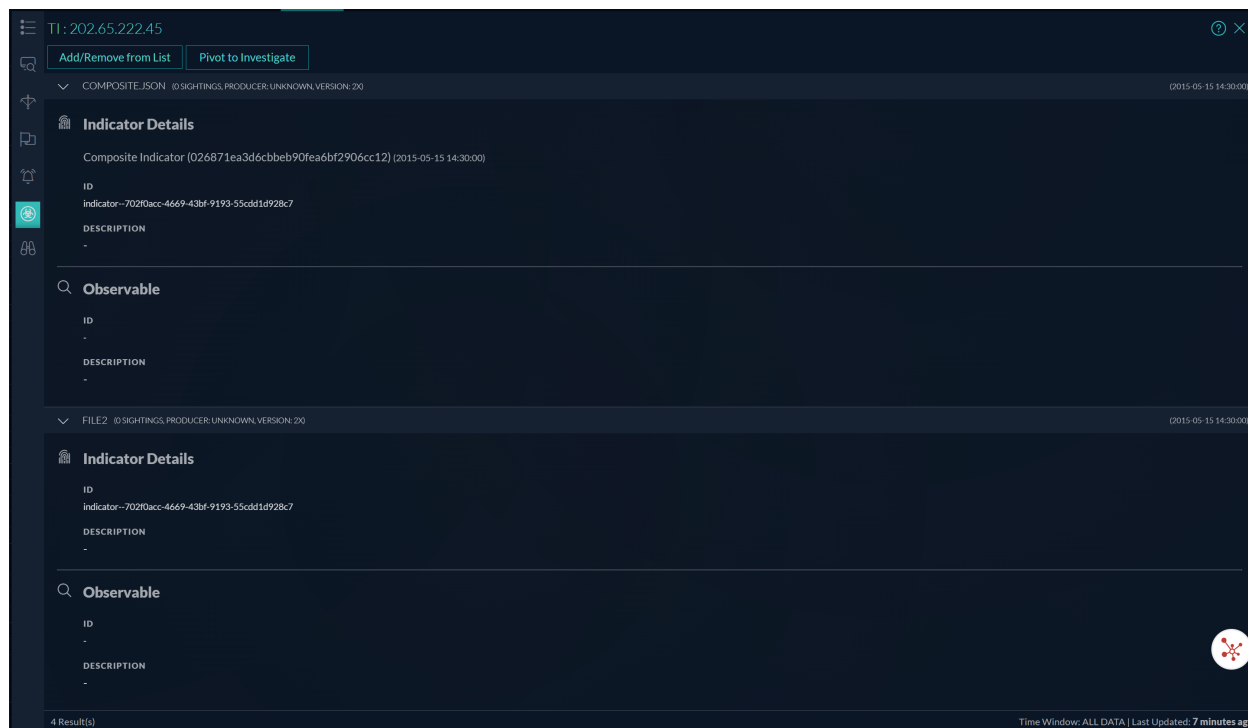 TI : 202.65.222.45
Add/Remove from List Pivot to Investigate
COMPOSITE.JSON (0 SIGHTINGS, PRODUCER: UNKNOWN, VERSION: 2X) (2015-05-15 14:30:00)
Indicator Details
Composite Indicator (026871ea3d6cbbeb90fea6bf2906cc12) (2015-05-15 14:30:00)
ID
indicator--702f0acc-4669-43bf-9193-55cdd1d928c7
DESCRIPTION
-
Observable
ID
-
DESCRIPTION
-
FILE2 (0 SIGHTINGS, PRODUCER: UNKNOWN, VERSION: 2X) (2015-05-15 14:30:00)
Indicator Details
ID
indicator--702f0acc-4669-43bf-9193-55cdd1d928c7
DESCRIPTION
-
Observable
ID
-
DESCRIPTION
-
4 Result(s) Time Window: ALL DATA | Last Updated: 7 minutes ag